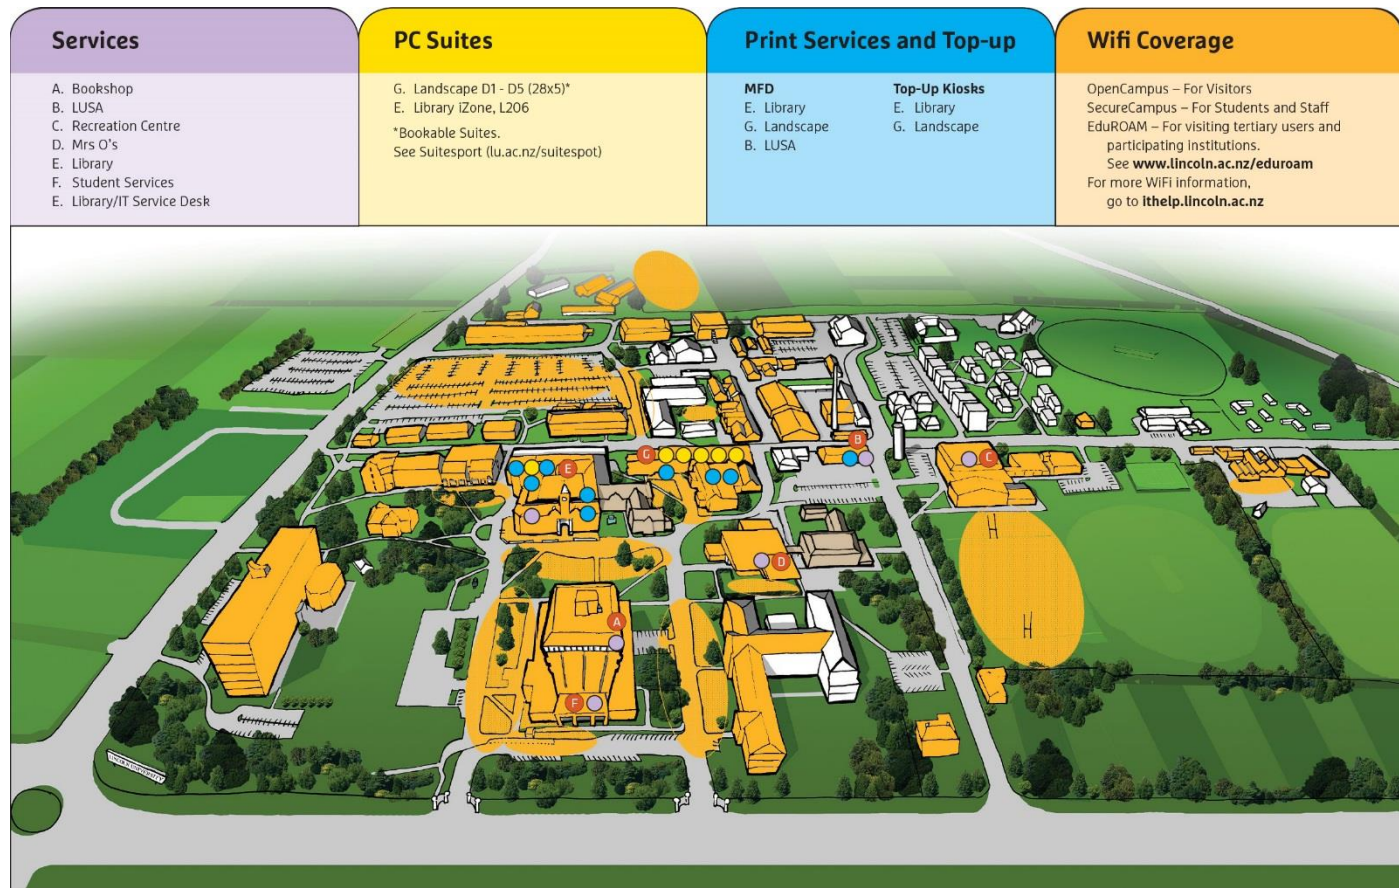 Services
A. Bookshop
B. LUSA
C. Recreation Centre
D. Mrs O's
E. Library
F. Student Services
E. Library/IT Service Desk
PC Suites
G. Landscape D1 - D5 (28x5)*
E. Library iZone, L206
*Bookable Suites.
See Suitesport (lu.ac.nz/suitespot)
Print Services and Top-up
MFD
E. Library
G. Landscape
B. LUSA
Top-Up Kiosks
E. Library
G. Landscape
Wifi Coverage
OpenCampus – For Visitors
SecureCampus – For Students and Staff
EduROAM – For visiting tertiary users and
participating institutions.
See www.lincoln.ac.nz/eduroam
For more WiFi information,
go to ithelp.lincoln.ac.nz
B
G
E
C
D
A
F
LINCOLN UNIVERSITY